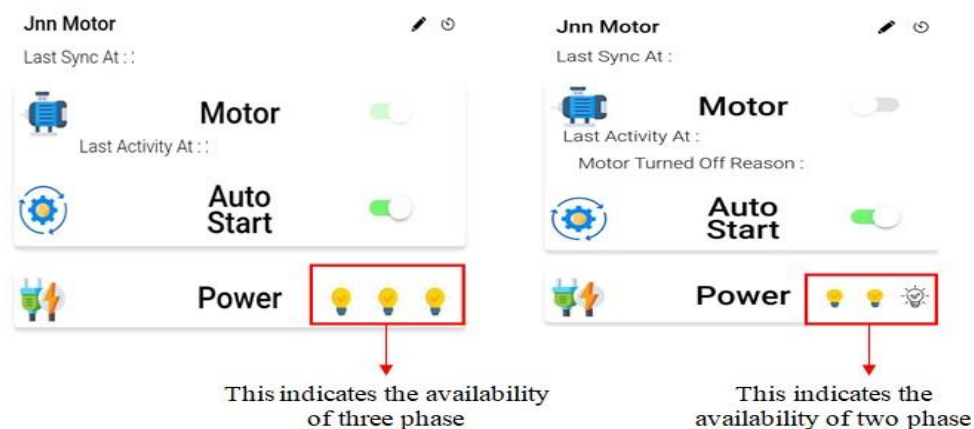 Jnn Motor
Last Sync At : :
Motor
Last Activity At : :
Auto
Start
Power
This indicates the availability
of three phase
Jnn Motor
Last Sync At :
Motor
Last Activity At :
Motor Turned Off Reason :
Auto
Start
Power
This indicates the
availability of two phase